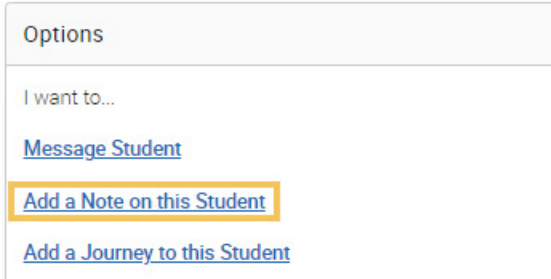 Options
I want to...
Message Student
Add a Note on this Student
Add a Journey to this Student